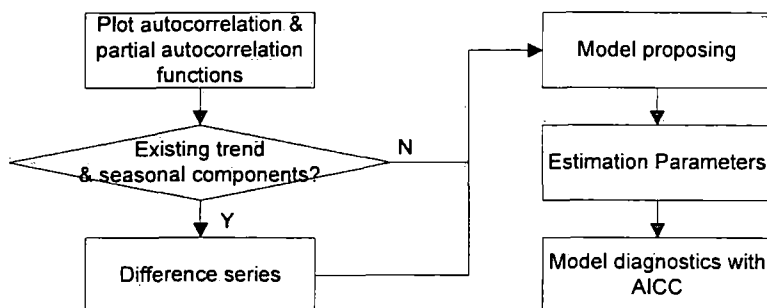 Plot autocorrelation &
partial autocorrelation
functions
Existing trend
& seasonal components?
N
Y
Difference series
Model proposing
Estimation Parameters
Model diagnostics with
AICC